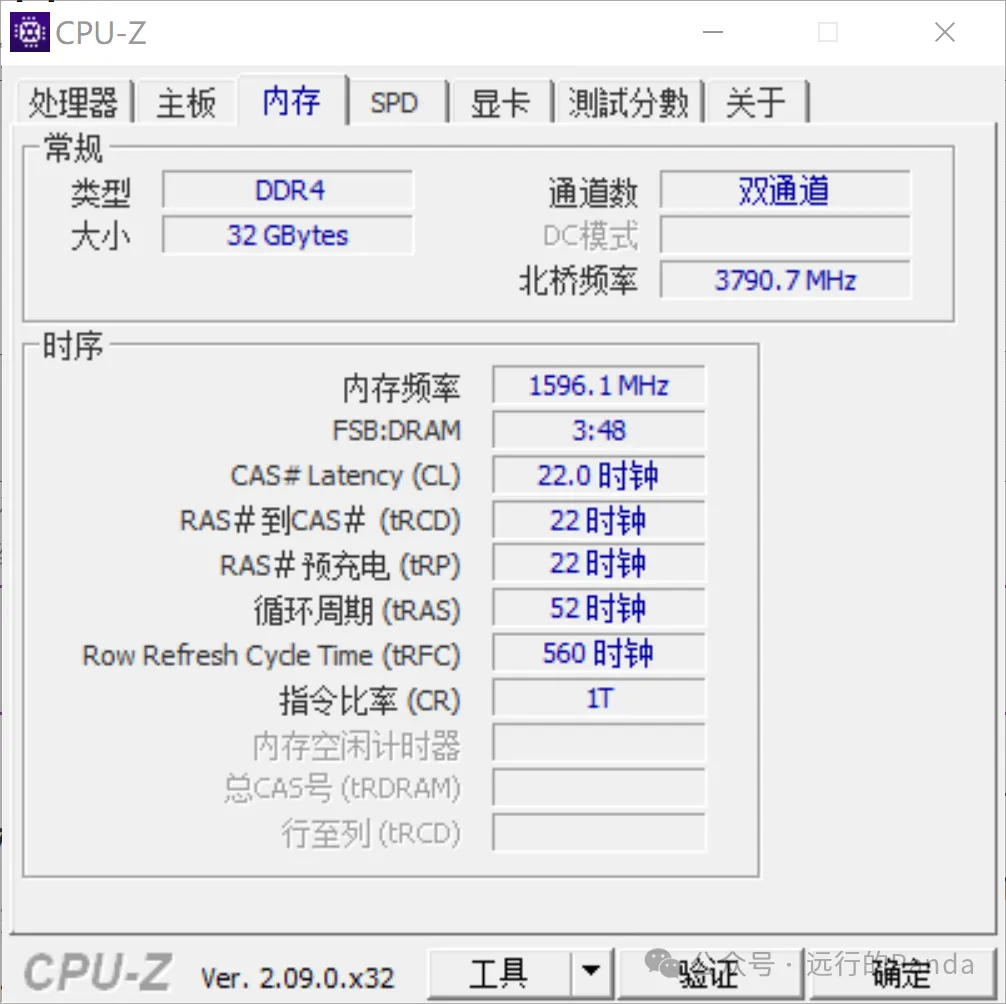 CPU-Z
处理器 主板 内存 SPD 显卡 測試分數 关于
常规
类型 DDR4 通道数 双通道
大小 32 GBytes DC模式
北桥频率 3790.7 MHz
时序
内存频率 1596.1 MHz
FSB:DRAM 3:48
CAS# Latency (CL) 22.0 时钟
RAS# 到CAS# (tRCD) 22 时钟
RAS# 预充电 (tRP) 22 时钟
循环周期 (tRAS) 52 时钟
Row Refresh Cycle Time (tRFC) 560 时钟
指令比率 (CR) 1T
内存空闲计时器
总CAS号 (tRDRAM)
行至列 (tRCD)
CPU-Z Ver. 2.09.0.x32 工具 验证 确定
公众号 · 远行的Panda